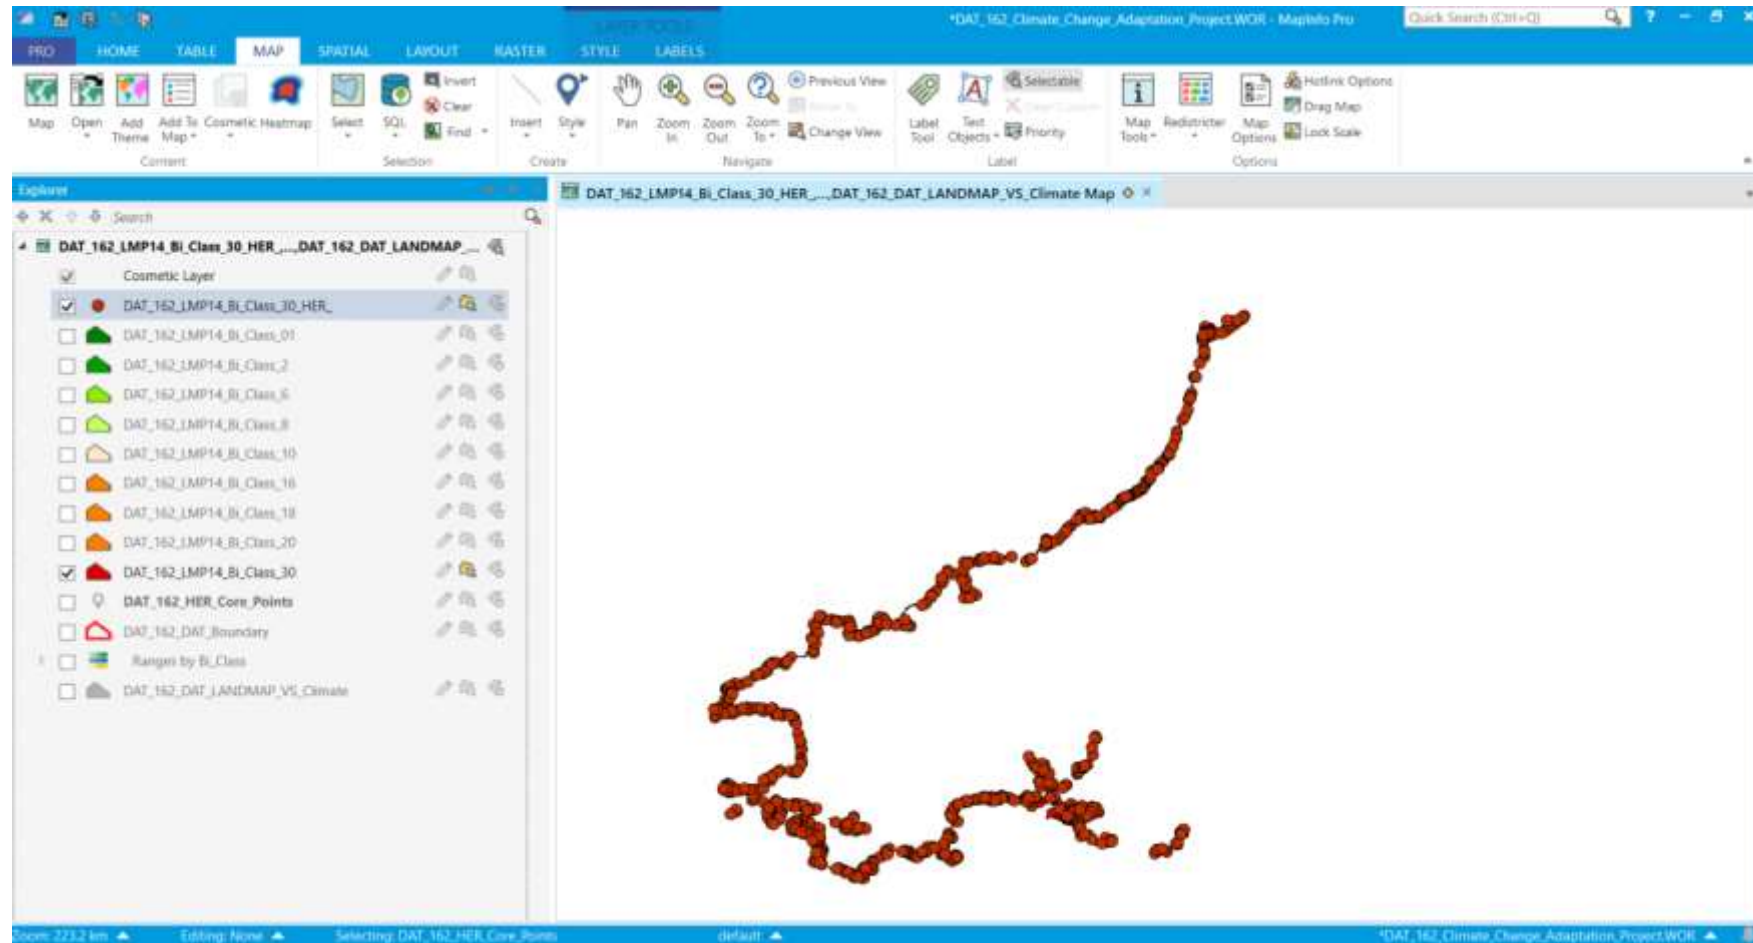 LAYER TOOLS
*DAT_162_Climate_Change_Adaptation_Project.WOR - MapInfo Pro
Quick Search (Ctrl+Q)
PRO HOME TABLE MAP SPATIAL LAYOUT RASTER STYLE LABELS
Invert Previous View Selectable Hotlink Options
Clear Drag Map
Map Open Add Theme Add To Map Cosmetic Heatmap Select SQL Find Insert Style Pan Zoom In Zoom Out Zoom To Change View Label Tool Text Objects Priority Map Tools Redistricter Map Options Lock Scale
Content Selection Create Navigate Label Options
Explorer
DAT_162_LMP14_Bi_Class_30_HER_,...,DAT_162_DAT_LANDMAP_VS_Climate Map
Search
DAT_162_LMP14_Bi_Class_30_HER_,...,DAT_162_DAT_LANDMAP_...
Cosmetic Layer
DAT_162_LMP14_Bi_Class_30_HER_
DAT_162_LMP14_Bi_Class_01
DAT_162_LMP14_Bi_Class_2
DAT_162_LMP14_Bi_Class_6
DAT_162_LMP14_Bi_Class_8
DAT_162_LMP14_Bi_Class_10
DAT_162_LMP14_Bi_Class_16
DAT_162_LMP14_Bi_Class_18
DAT_162_LMP14_Bi_Class_20
DAT_162_LMP14_Bi_Class_30
DAT_162_HER_Core_Points
DAT_162_DAT_Boundary
Ranges by Bi_Class
DAT_162_DAT_LANDMAP_VS_Climate
Zoom: 223.2 km Editing: None Selecting: DAT_162_HER_Core_Points default *DAT_162_Climate_Change_Adaptation_Project.WOR